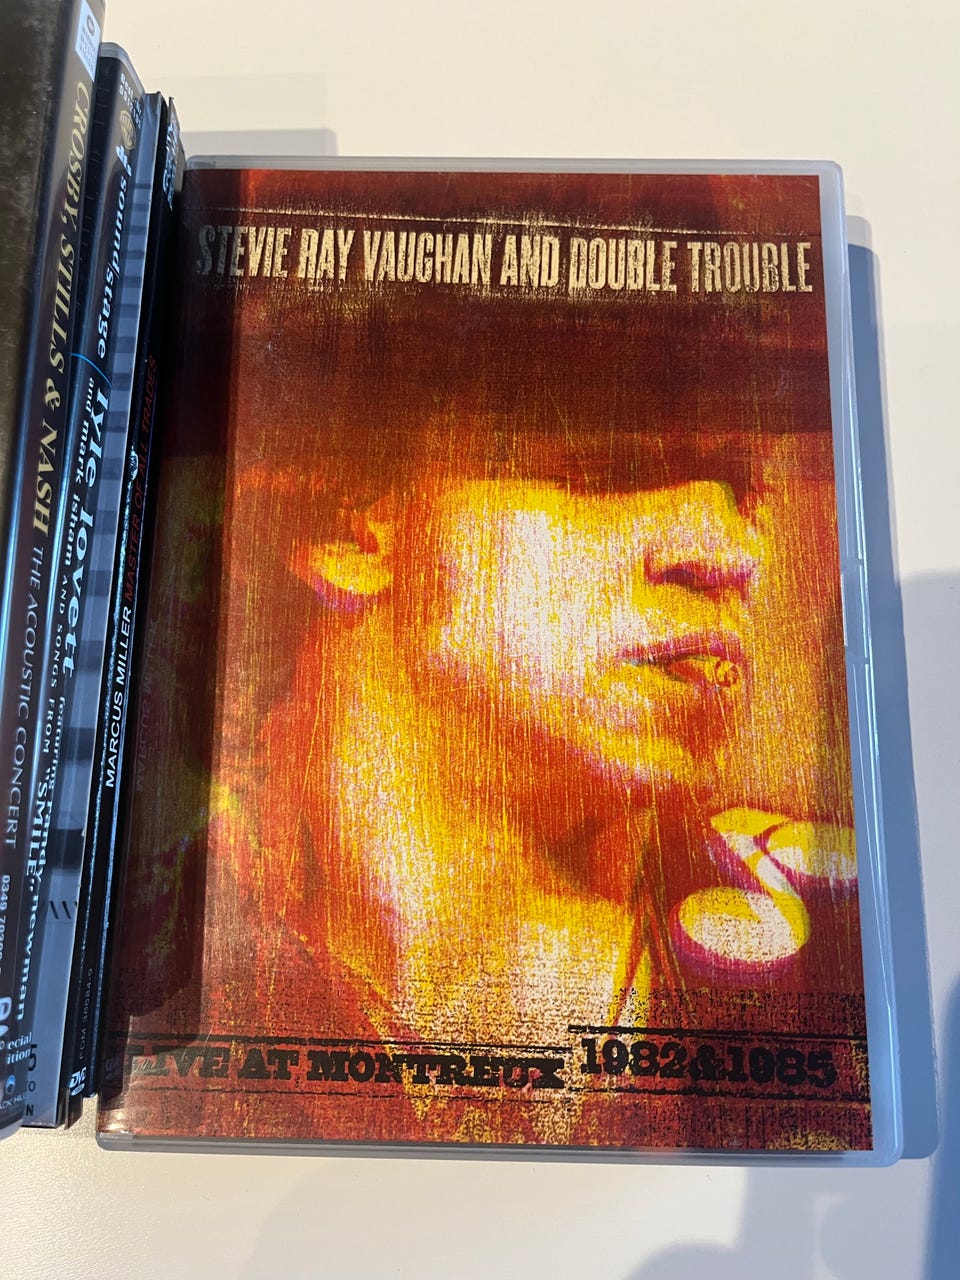 STEVIE RAY VAUGHAN AND DOUBLE TROUBLE
LIVE AT MONTREUX 1982&1985
CROSBY, STILLS & NASH THE ACOUSTIC CONCERT
soundstage
lyle lovett
and mark isham AND SONGS FROM "SMILE"
featuring randy newman
MARCUS MILLER MASTER OF ALL TRADES